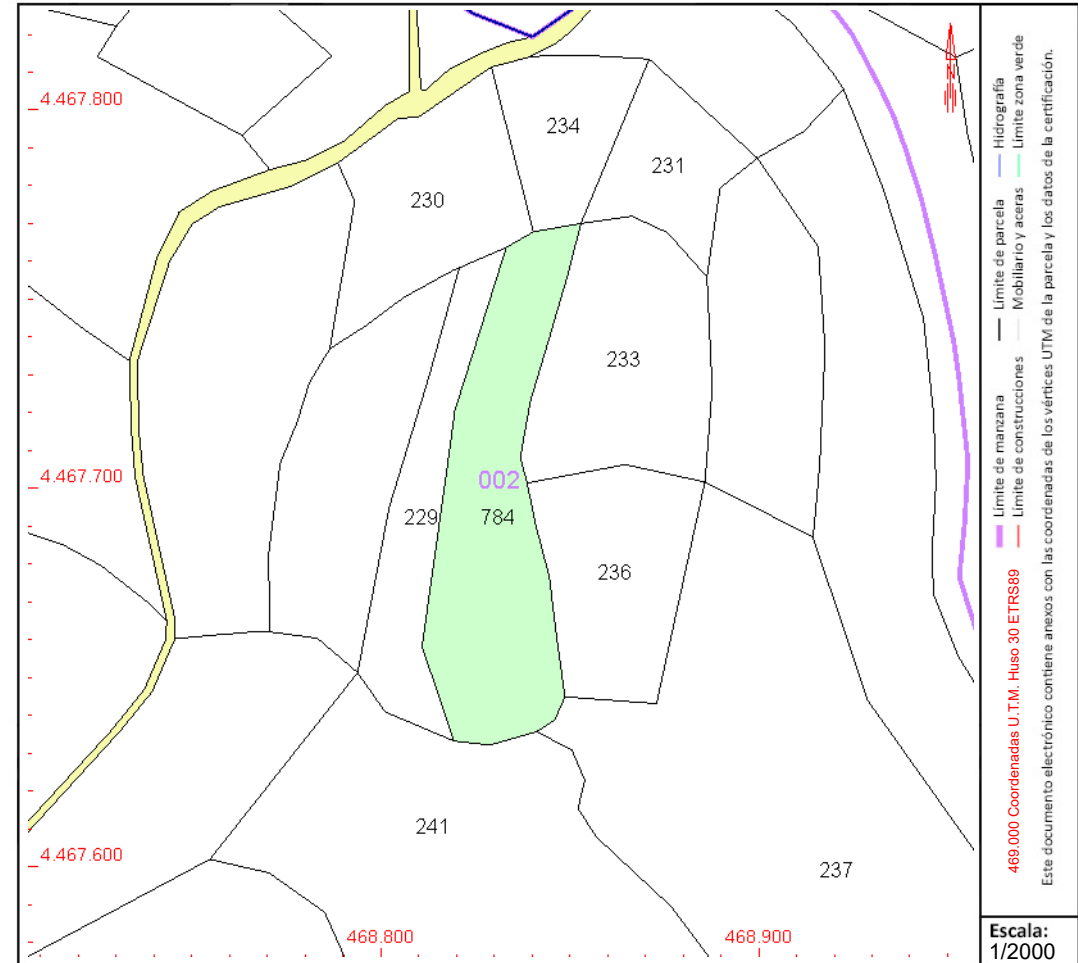 4.467.800
234
231
230
233
4.467.700
002
229
784
236
241
4.467.600
237
468.800
468.900
Hidrografía
Límite zona verde
Límite de parcela
Mobiliario y aceras
Límite de manzana
Límite de construcciones
469.000 Coordenadas U.T.M. Huso 30 ETRS89
Este documento electrónico contiene anexos con las coordenadas de los vértices UTM de la parcela y los datos de la certificación.
Escala:
1/2000